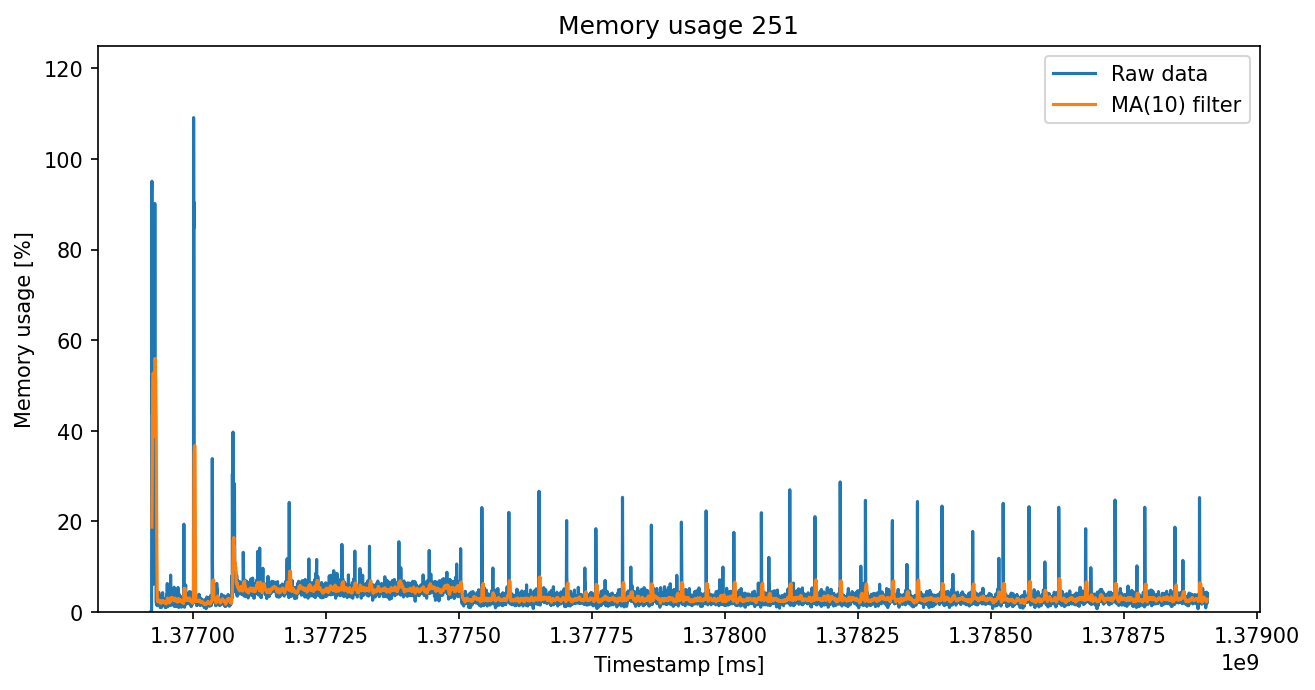 Memory usage 251
Raw data
MA(10) filter
Memory usage [%]
120
100
80
60
40
20
0
1.37700 1.37725 1.37750 1.37775 1.37800 1.37825 1.37850 1.37875 1.37900
1e9
Timestamp [ms]